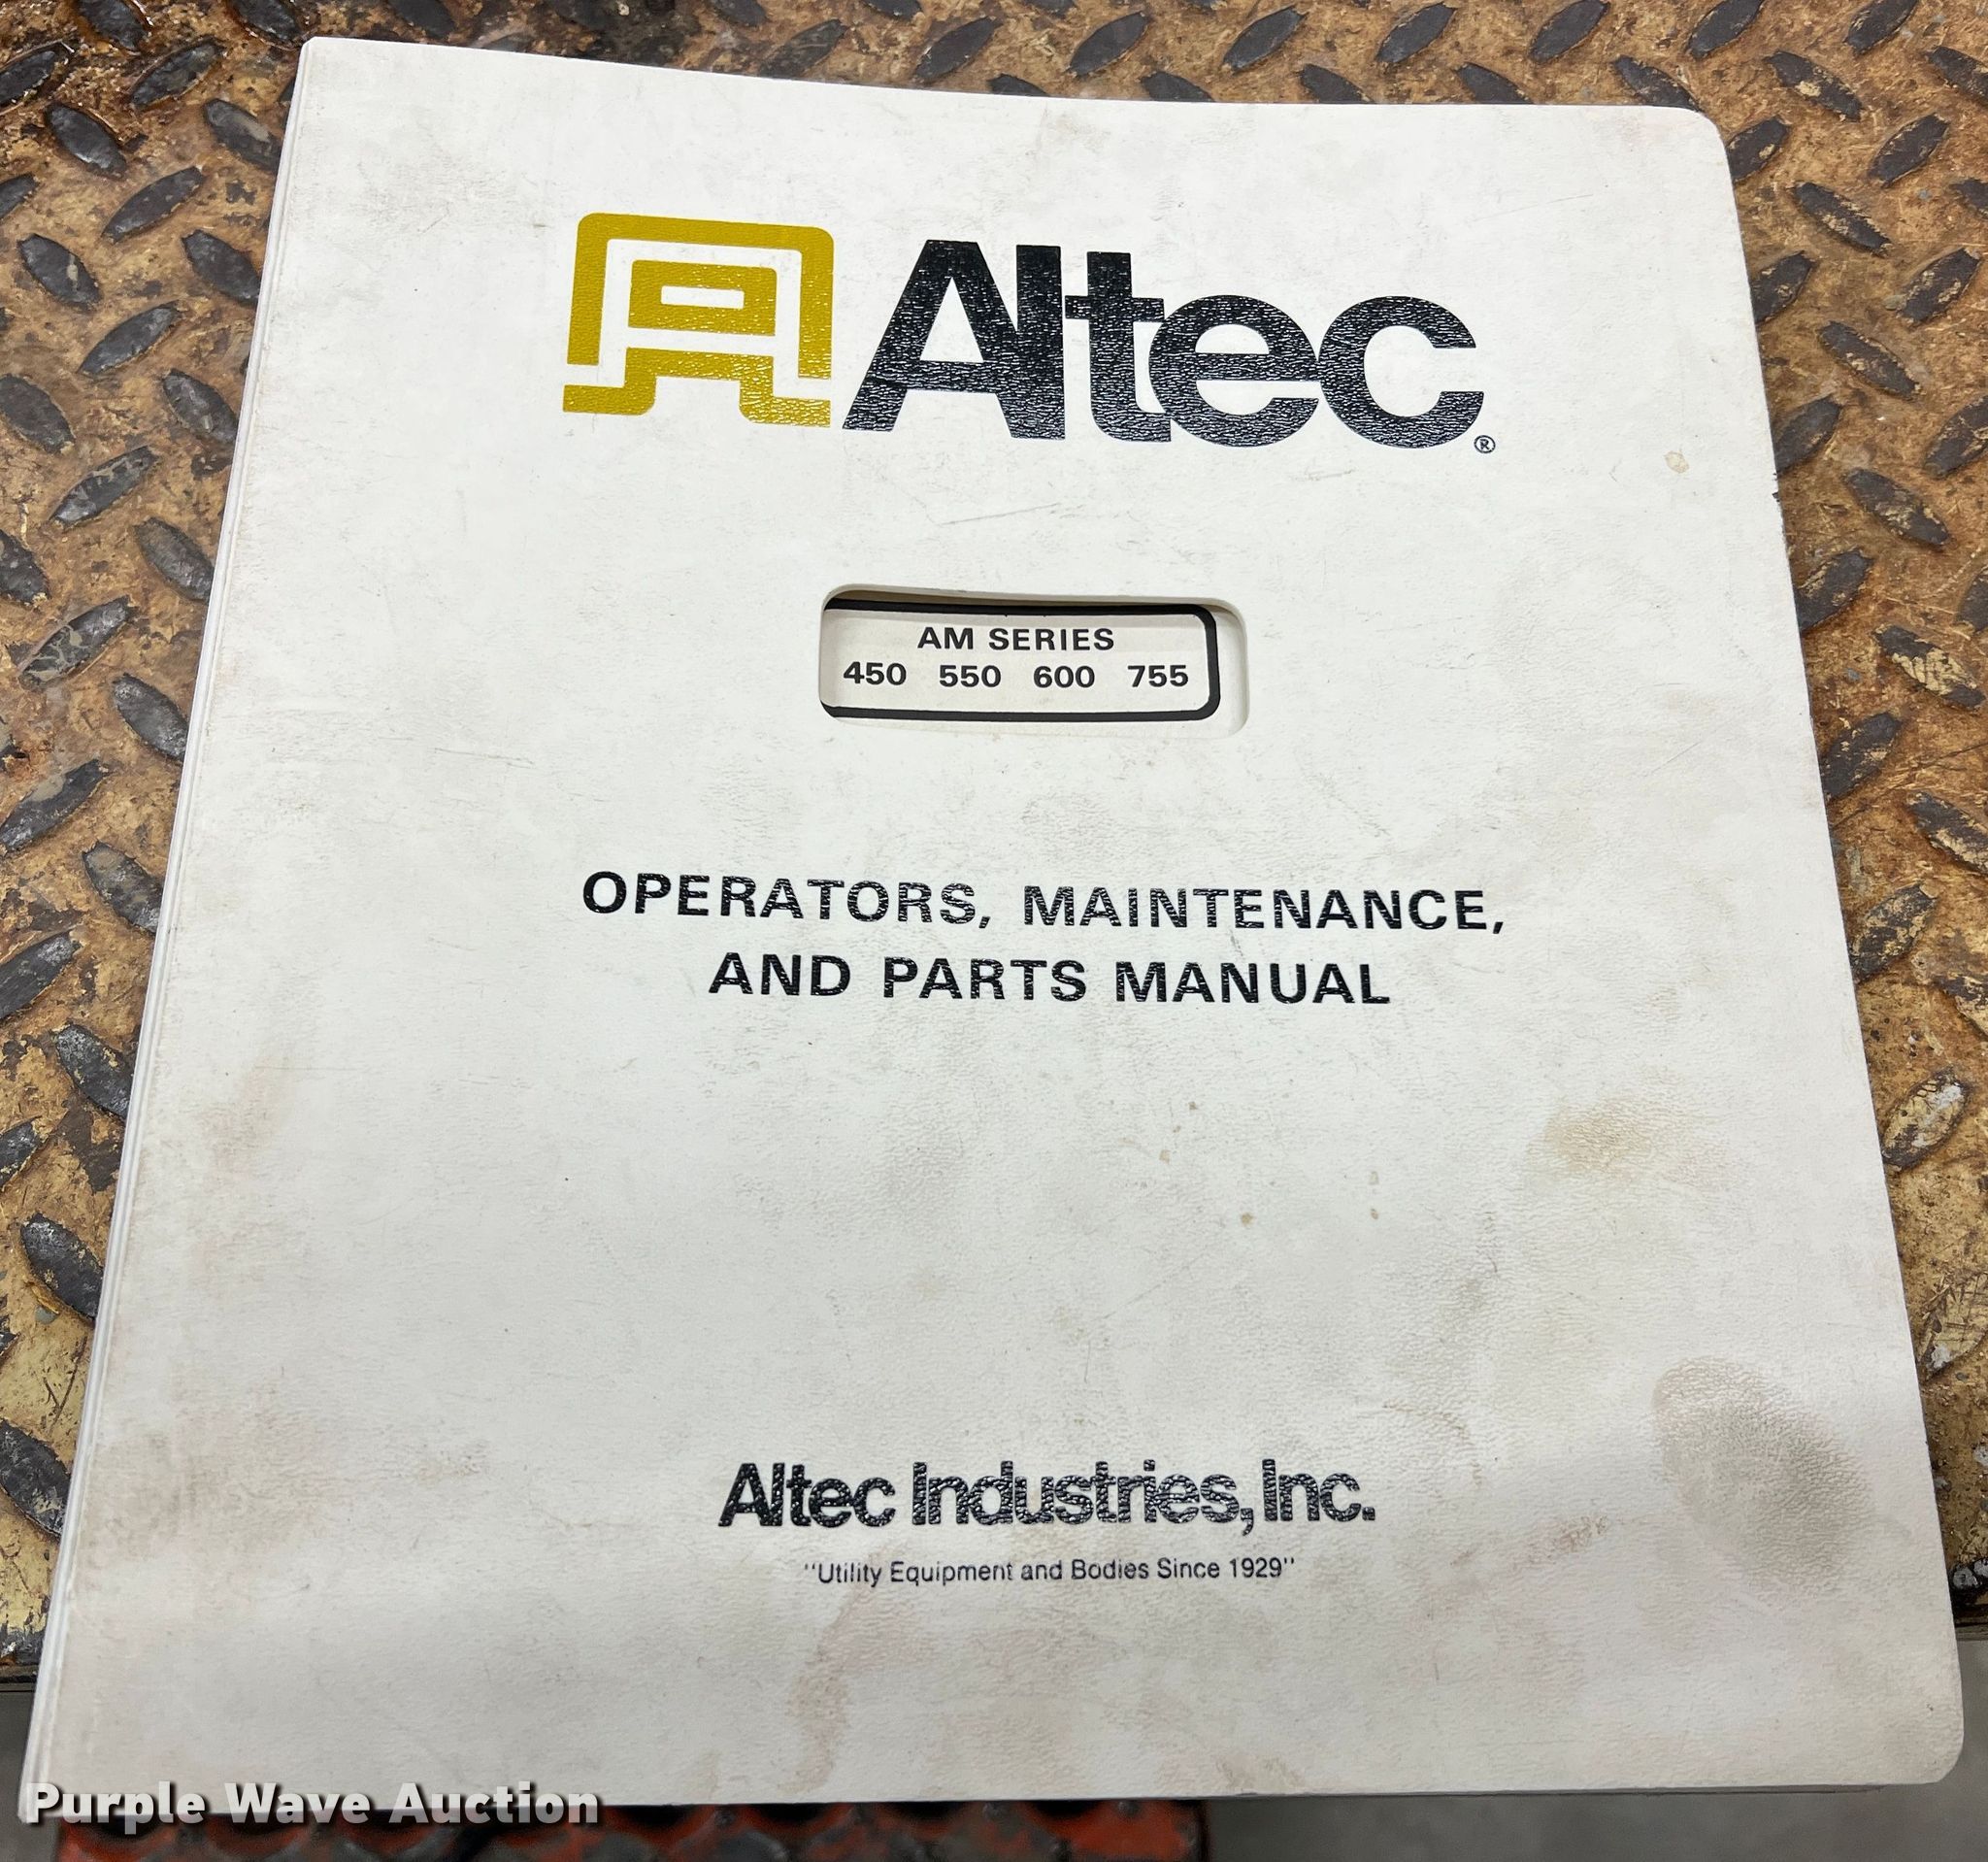 Altec®
AM SERIES
450 550 600 755
OPERATORS, MAINTENANCE,
AND PARTS MANUAL
Altec Industries, Inc.
"Utility Equipment and Bodies Since 1929"
Purple Wave Auction